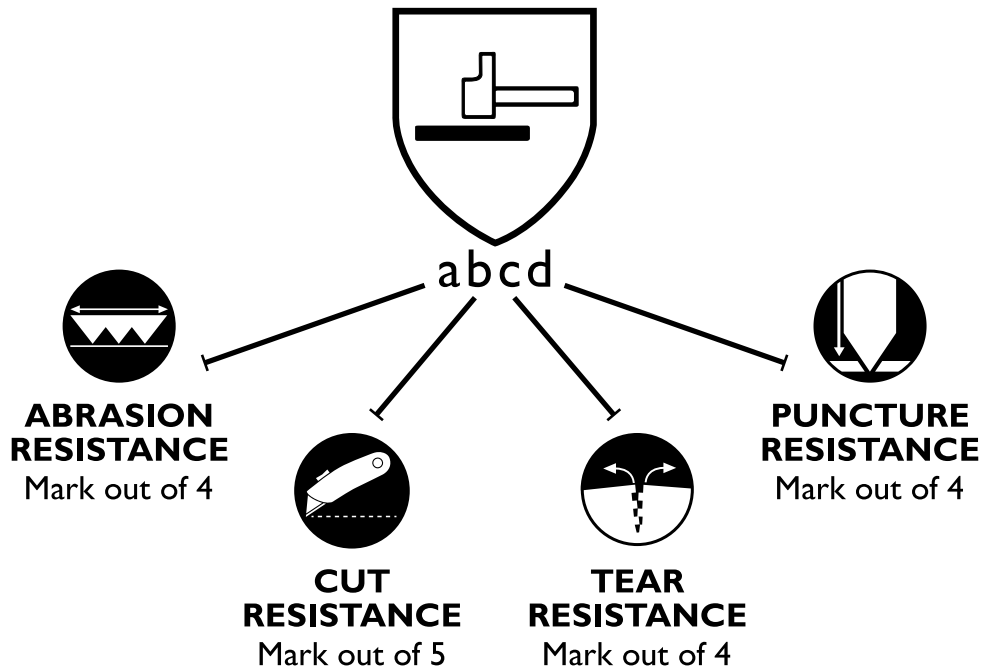 abcd
ABRASION
RESISTANCE
Mark out of 4
CUT
RESISTANCE
Mark out of 5
TEAR
RESISTANCE
Mark out of 4
PUNCTURE
RESISTANCE
Mark out of 4